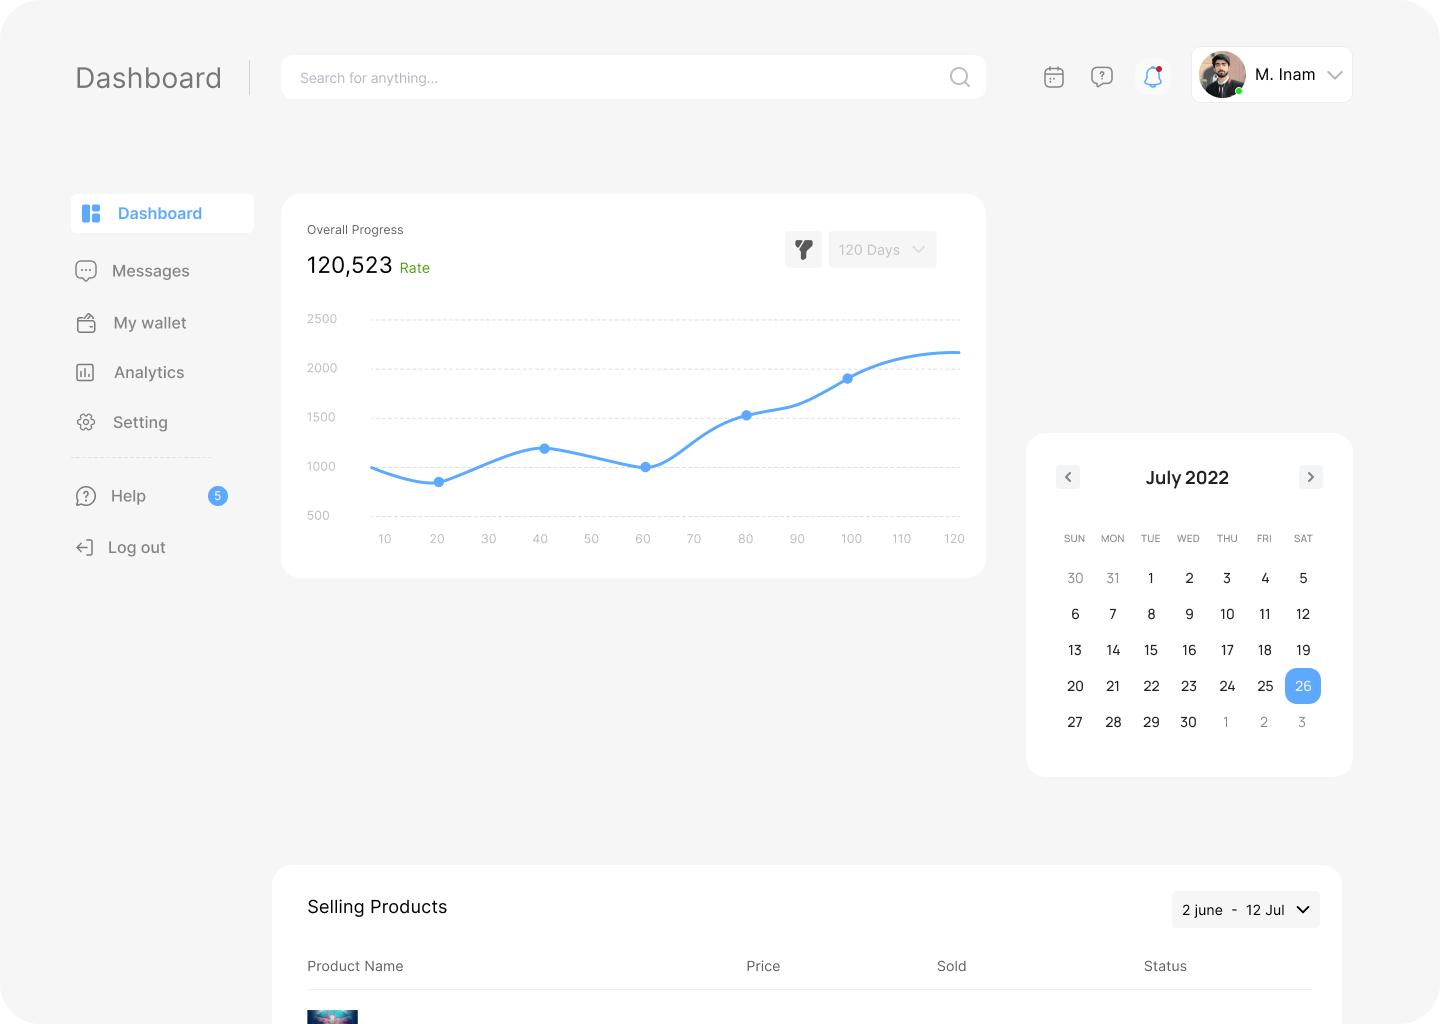 Dashboard
Search for anything...
M. Inam
Dashboard
Messages
My wallet
Analytics
Setting
Help 5
Log out
Overall Progress
120,523 Rate
120 Days
2500
2000
1500
1000
500
10 20 30 40 50 60 70 80 90 100 110 120
July 2022
SUN MON TUE WED THU FRI SAT
30 31 1 2 3 4 5
6 7 8 9 10 11 12
13 14 15 16 17 18 19
20 21 22 23 24 25 26
27 28 29 30 1 2 3
Selling Products
2 june - 12 Jul
Product Name Price Sold Status